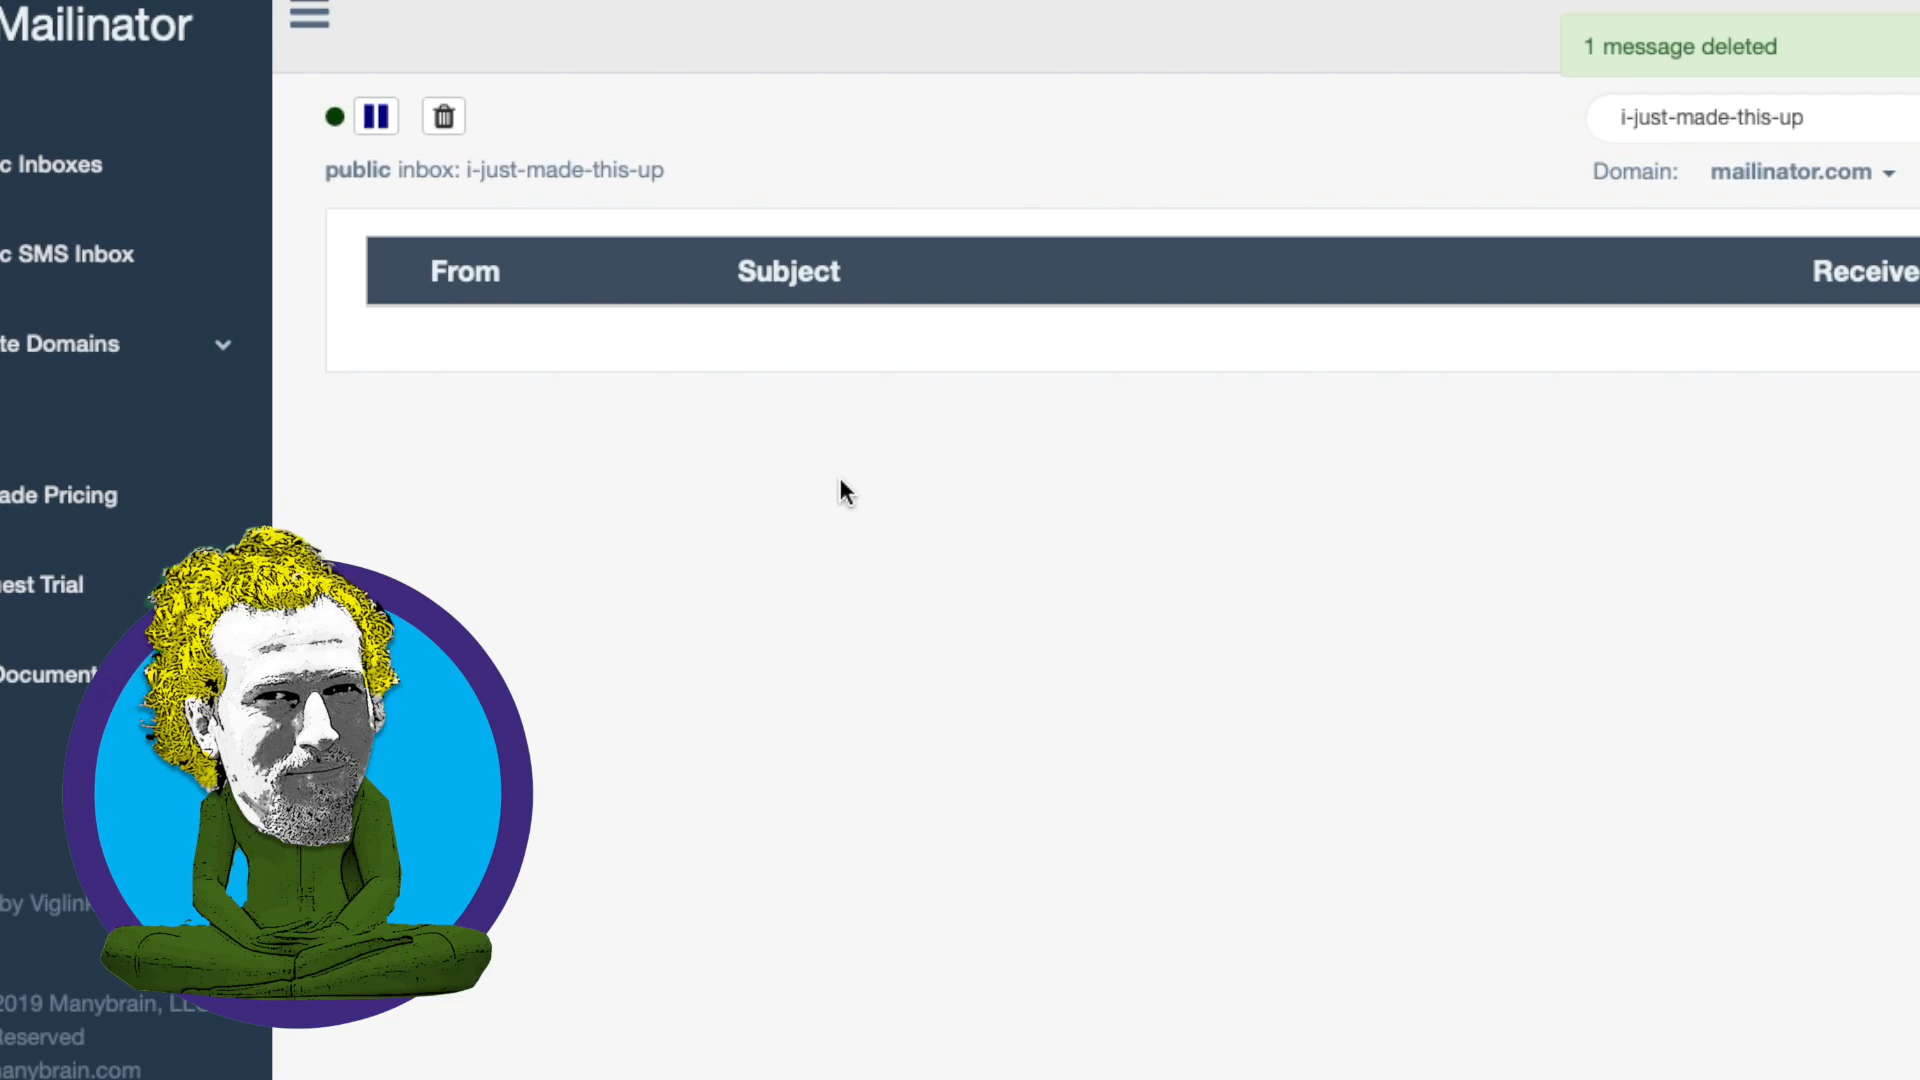 Mailinator
1 message deleted
i-just-made-this-up
c Inboxes
public inbox: i-just-made-this-up
Domain: mailinator.com
c SMS Inbox
From Subject Receive
te Domains
ade Pricing
est Trial
Document
by Viglink
2019 Manybrain, LLC
Reserved
anybrain.com